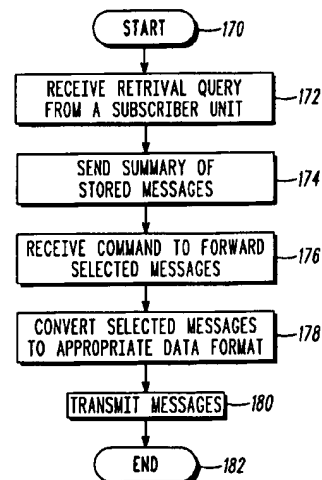 START 170
RECEIVE RETRIVAL QUERY
FROM A SUBSCRIBER UNIT 172
SEND SUMMARY OF
STORED MESSAGES 174
RECEIVE COMMAND TO FORWARD
SELECTED MESSAGES 176
CONVERT SELECTED MESSAGES
TO APPROPRIATE DATA FORMAT 178
TRANSMIT MESSAGES 180
END 182